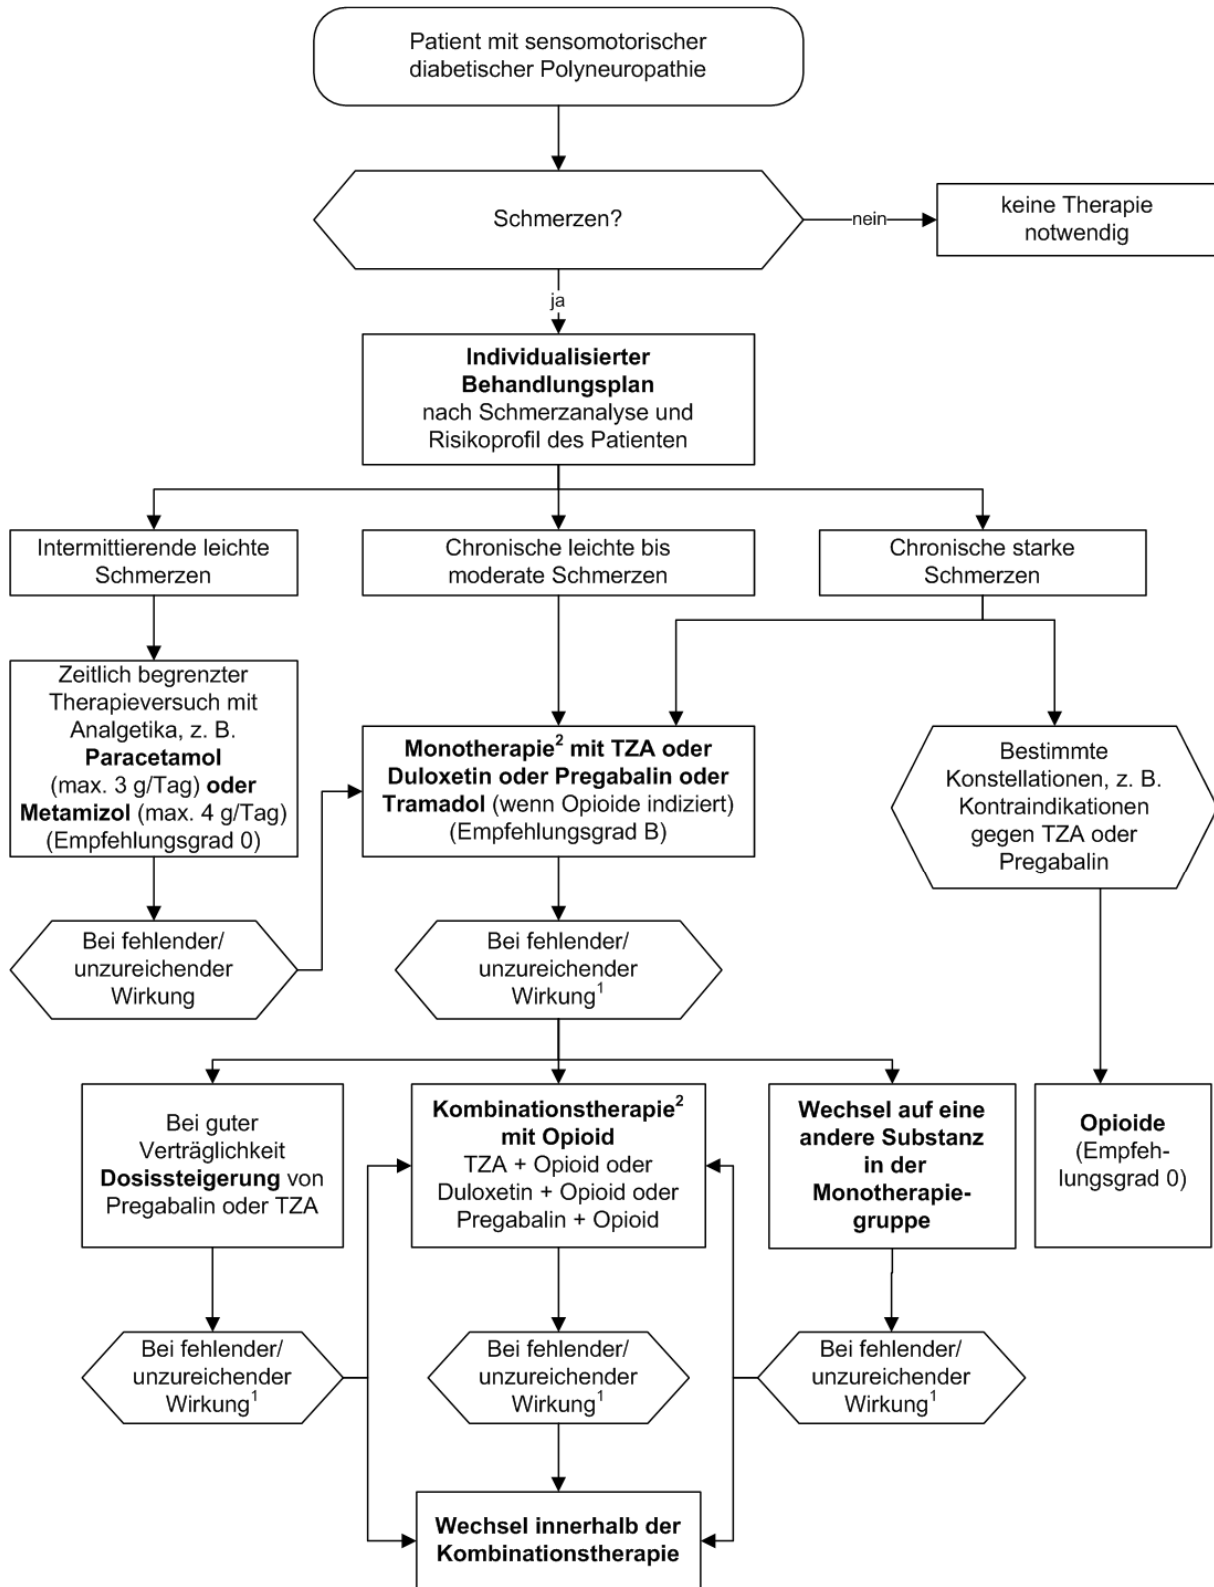 Patient mit sensomotorischer
diabetischer Polyneuropathie
Schmerzen?
nein
keine Therapie
notwendig
ja
Individualisierter
Behandlungsplan
nach Schmerzanalyse und
Risikoprofil des Patienten
Intermittierende leichte
Schmerzen
Chronische leichte bis
moderate Schmerzen
Chronische starke
Schmerzen
Zeitlich begrenzter
Therapieversuch mit
Analgetika, z. B.
Paracetamol
(max. 3 g/Tag) oder
Metamizol (max. 4 g/Tag)
(Empfehlungsgrad 0)
Monotherapie² mit TZA oder
Duloxetin oder Pregabalin oder
Tramadol (wenn Opioide indiziert)
(Empfehlungsgrad B)
Bestimmte
Konstellationen, z. B.
Kontraindikationen
gegen TZA oder
Pregabalin
Bei fehlender/
unzureichender
Wirkung
Bei fehlender/
unzureichender
Wirkung¹
Bei guter
Verträglichkeit
Dosissteigerung von
Pregabalin oder TZA
Kombinationstherapie²
mit Opioid
TZA + Opioid oder
Duloxetin + Opioid oder
Pregabalin + Opioid
Wechsel auf eine
andere Substanz
in der
Monotherapie-
gruppe
Opioide
(Empfeh-
lungsgrad 0)
Bei fehlender/
unzureichender
Wirkung¹
Bei fehlender/
unzureichender
Wirkung¹
Bei fehlender/
unzureichender
Wirkung¹
Wechsel innerhalb der
Kombinationstherapie